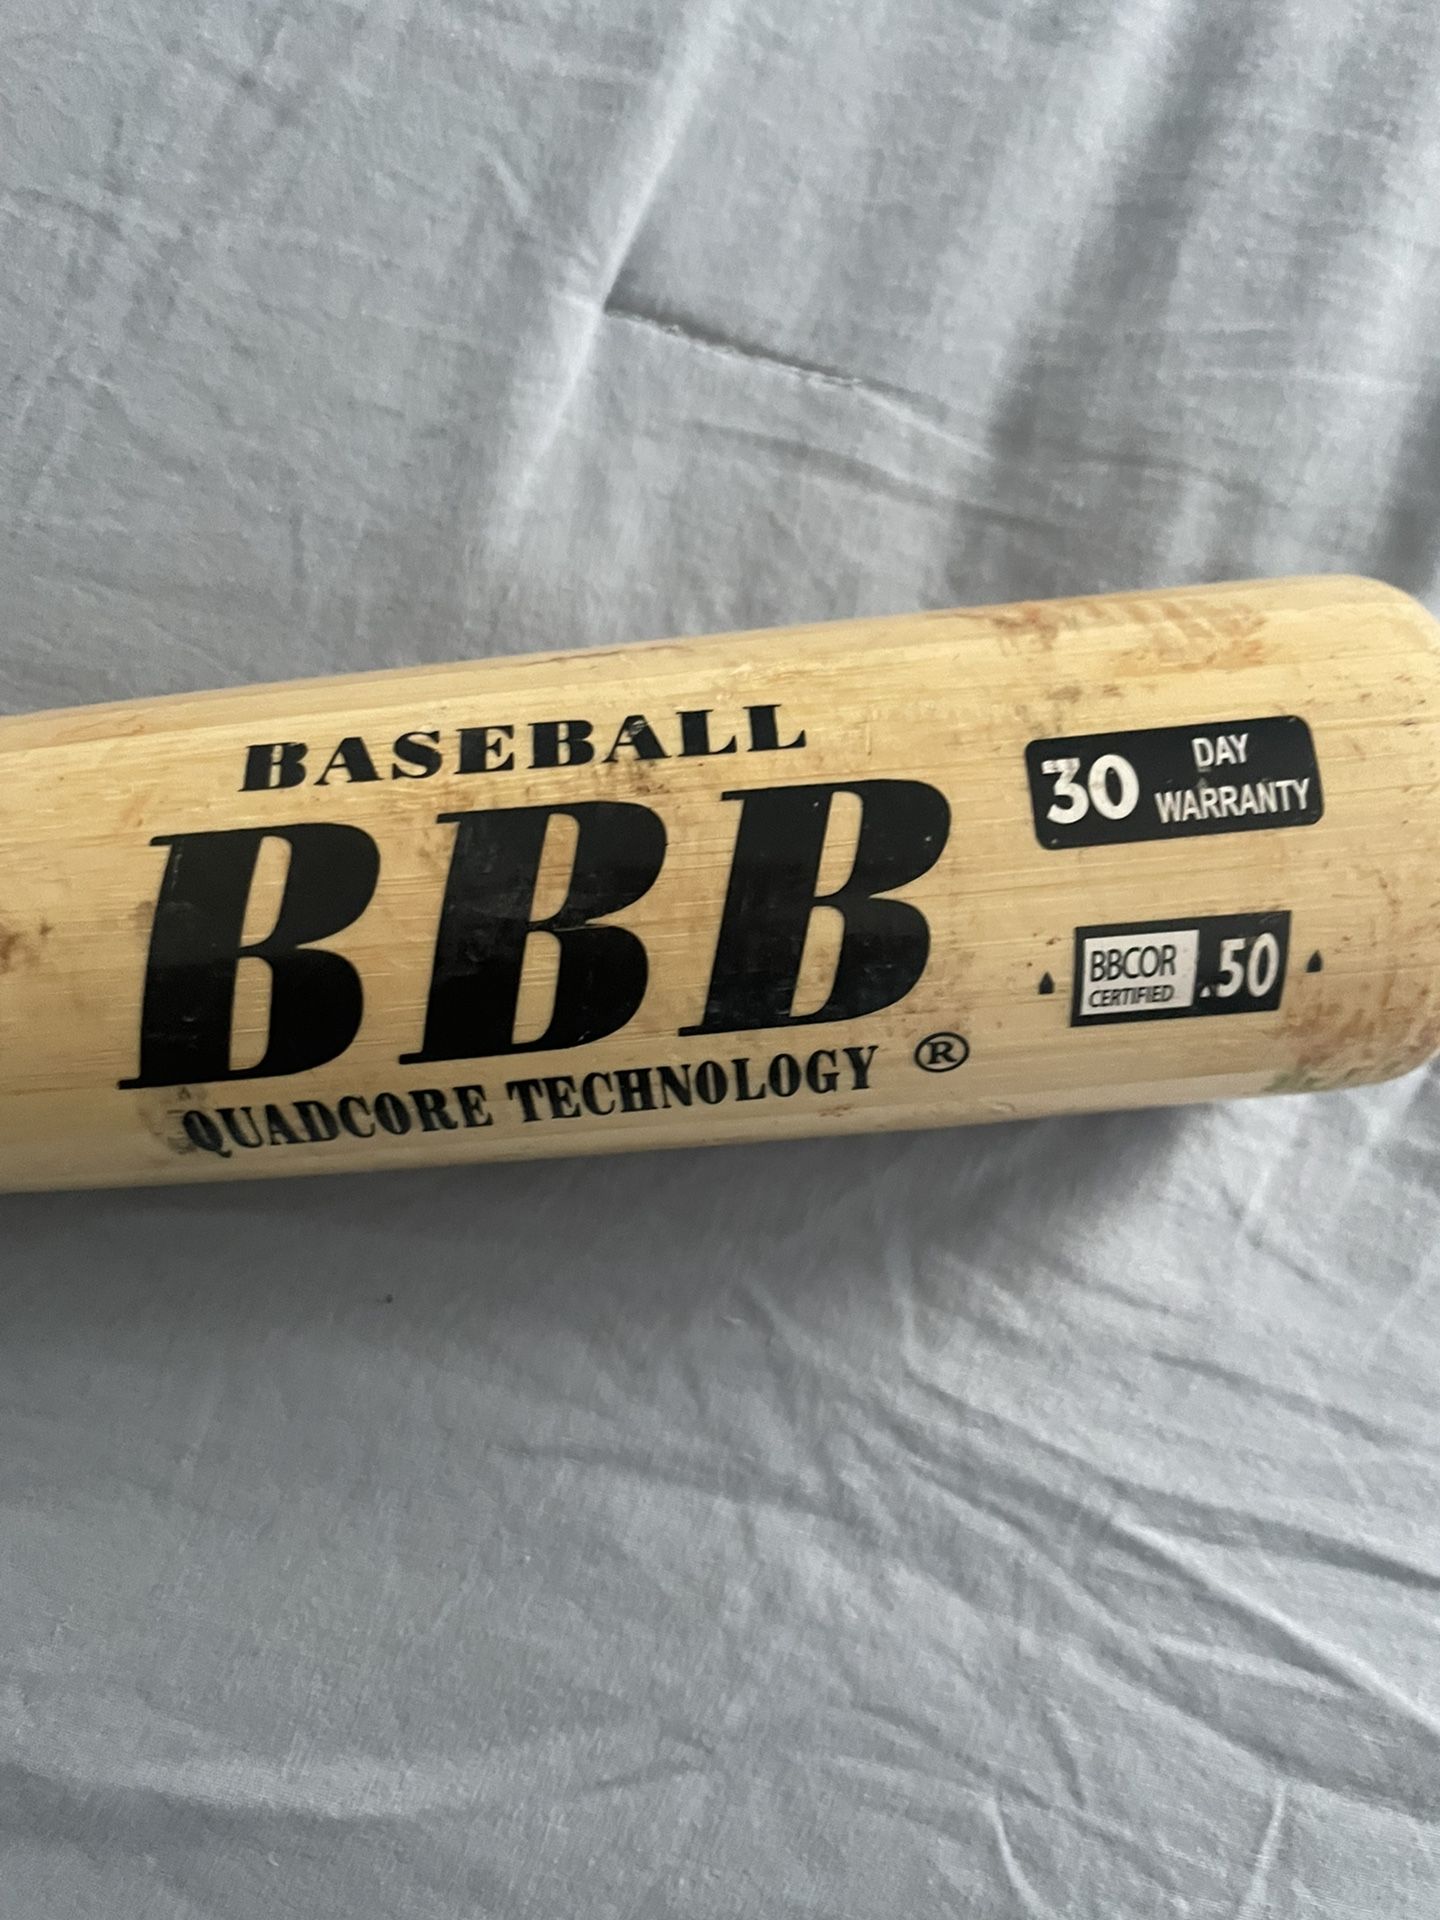 BASEBALL
BBB
QUADCORE TECHNOLOGY ®
30 DAY
WARRANTY
BBCOR
CERTIFIED
.50